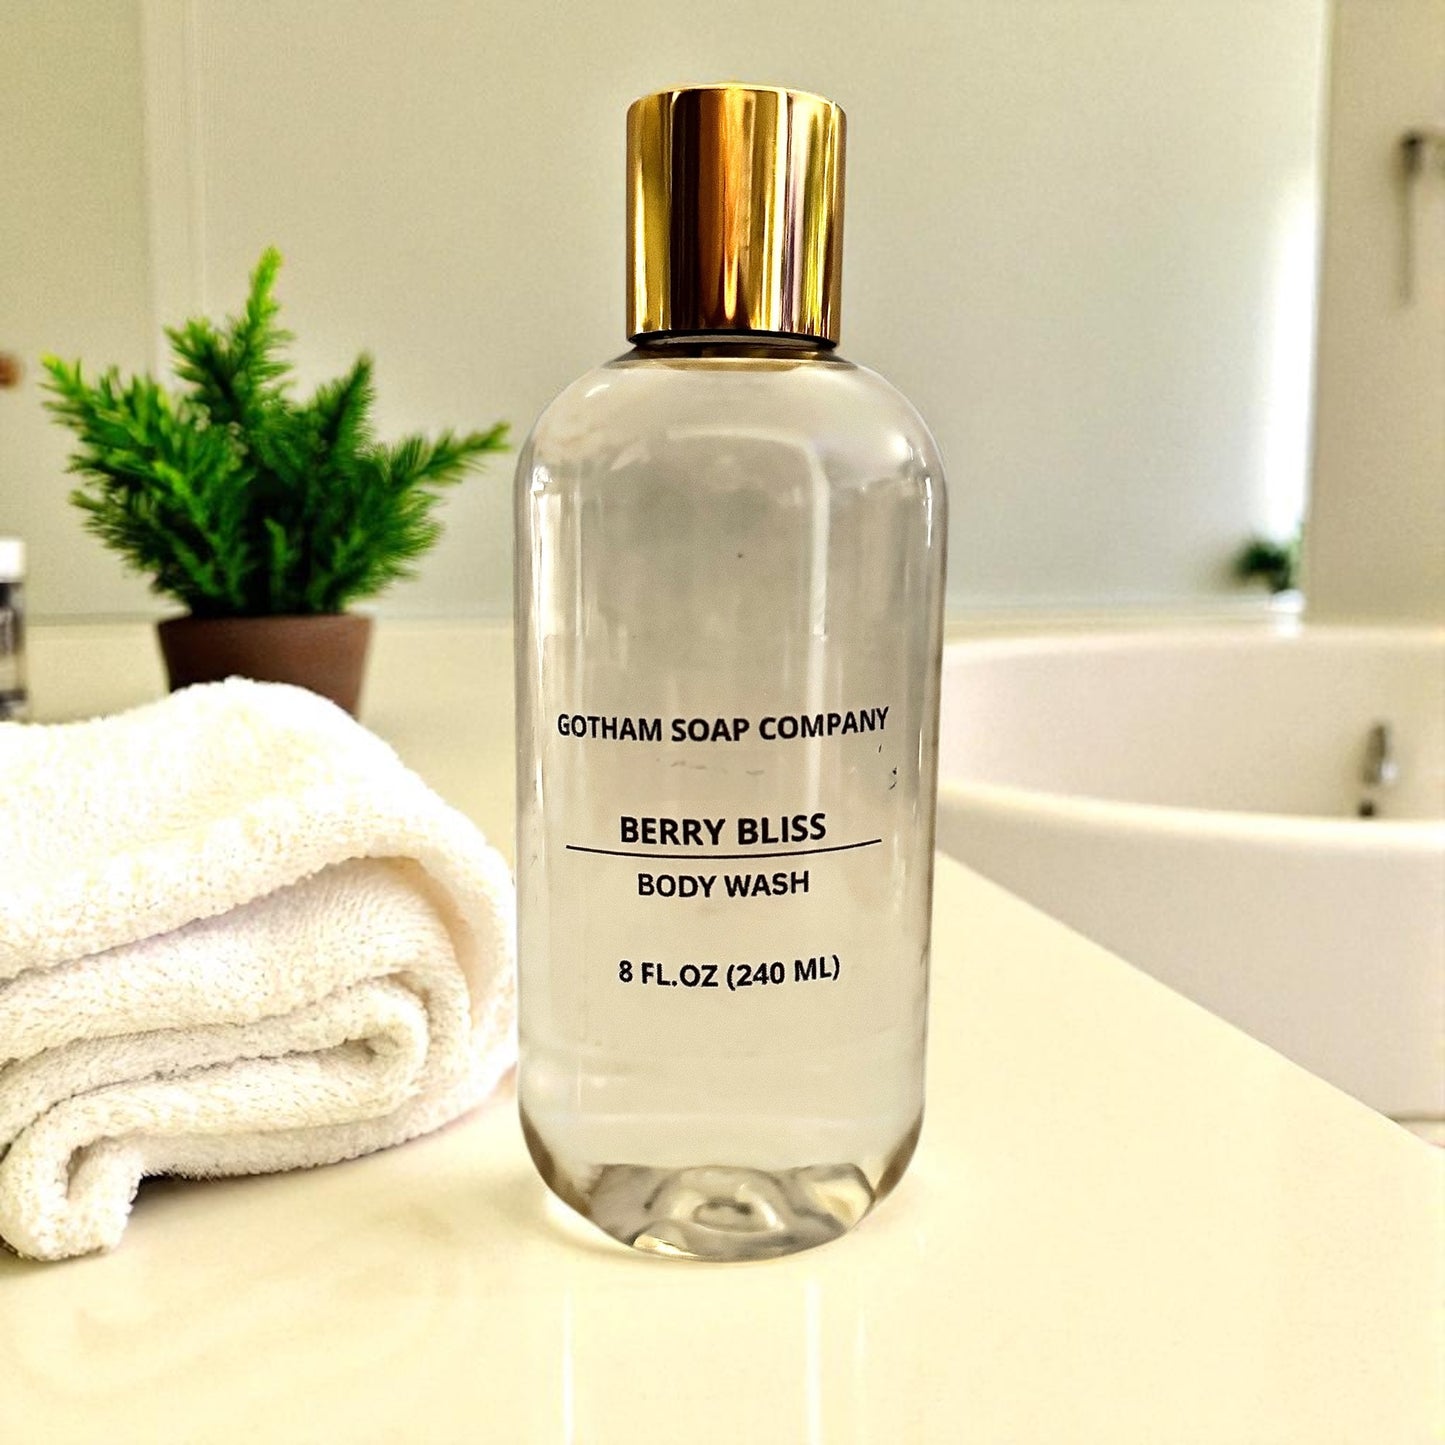 GOTHAM SOAP COMPANY
BERRY BLISS
BODY WASH
8 FL.OZ (240 ML)